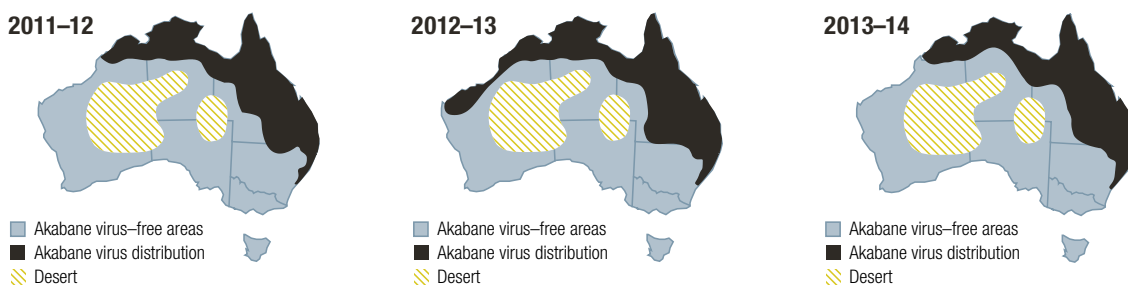 2011–12
Akabane virus–free areas
Akabane virus distribution
Desert
2012–13
Akabane virus–free areas
Akabane virus distribution
Desert
2013–14
Akabane virus–free areas
Akabane virus distribution
Desert